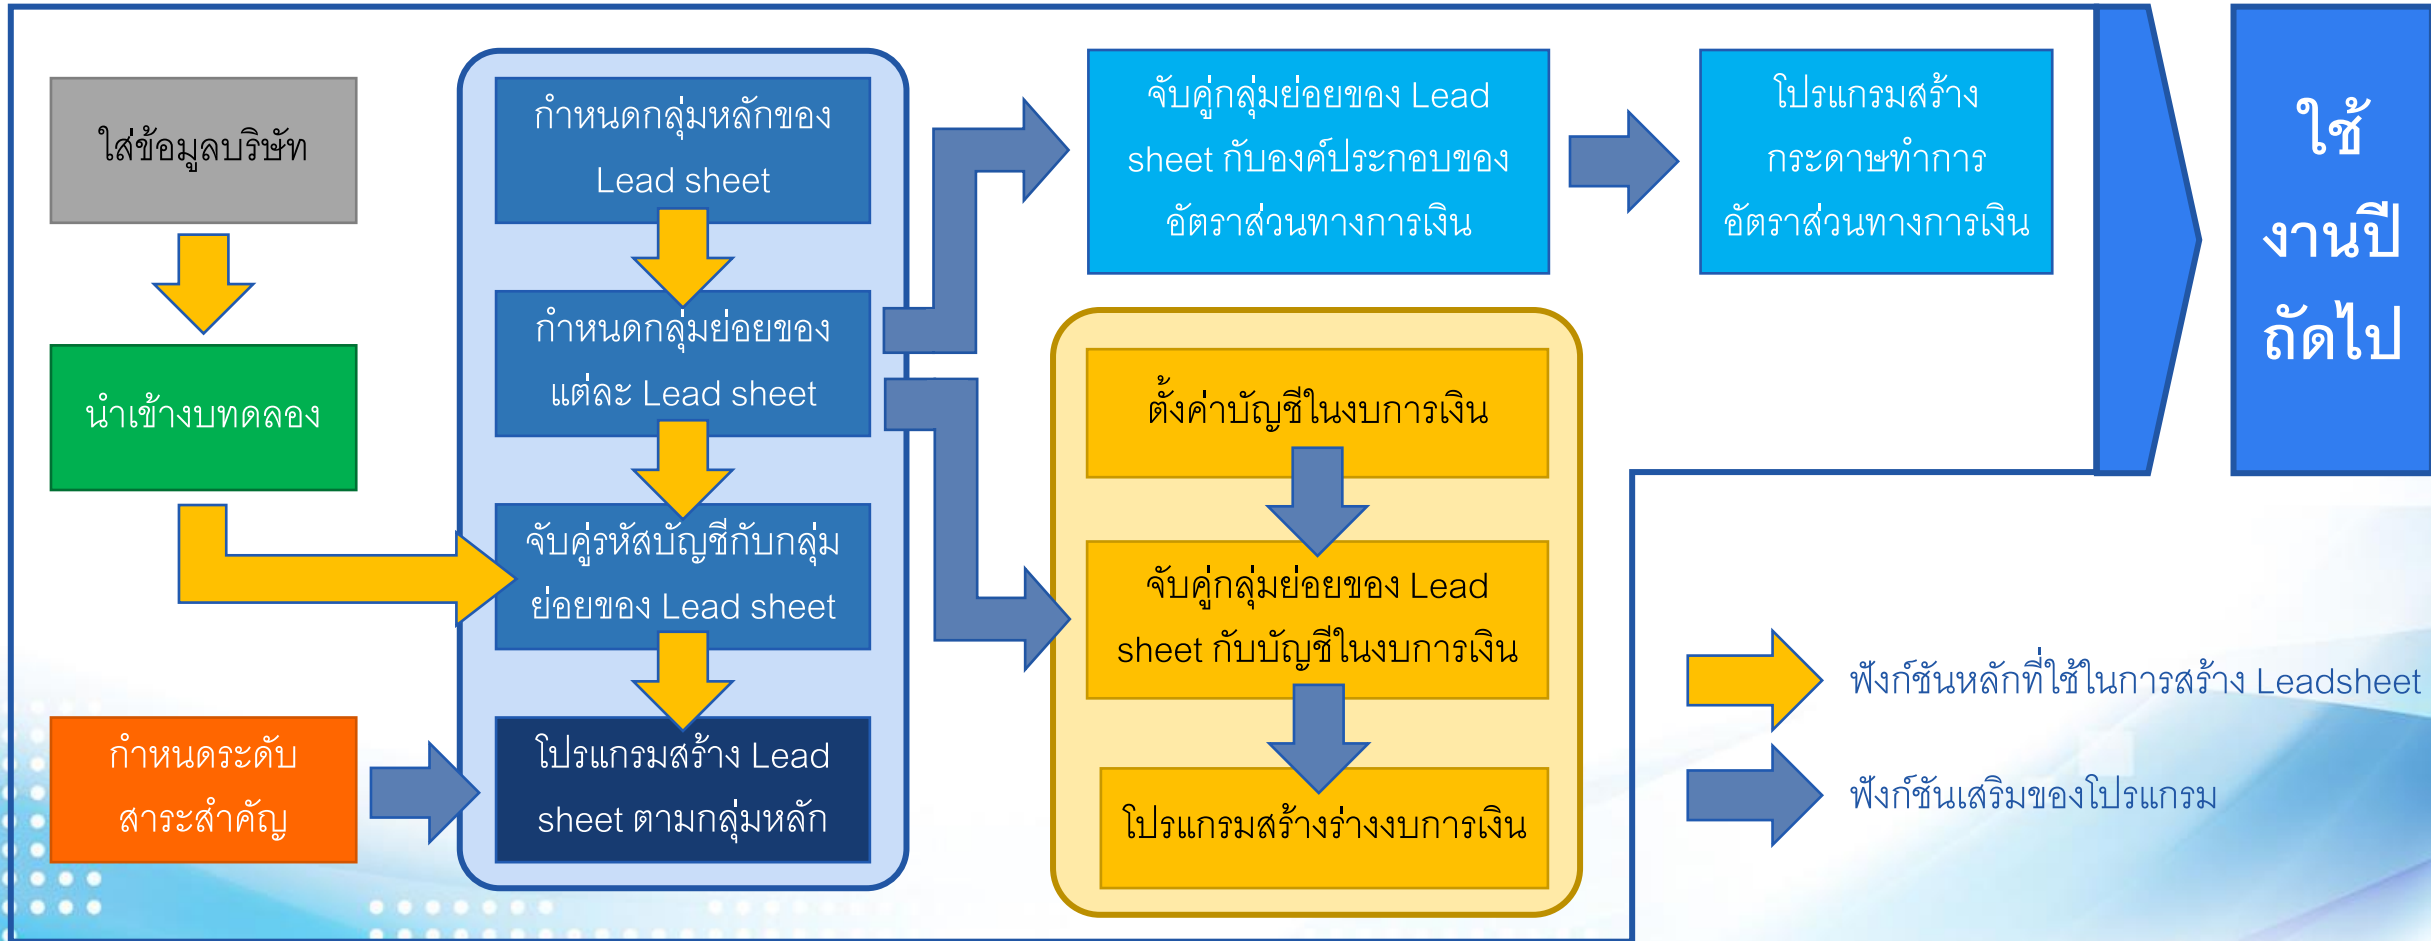 ใส่ข้อมูลบริษัท
นำเข้างบทดลอง
กำหนดระดับ
สาระสำคัญ
กำหนดกลุ่มหลักของ
Lead sheet
กำหนดกลุ่มย่อยของ
แต่ละ Lead sheet
จับคู่รหัสบัญชีกับกลุ่ม
ย่อยของ Lead sheet
โปรแกรมสร้าง Lead
sheet ตามกลุ่มหลัก
จับคู่กลุ่มย่อยของ Lead
sheet กับองค์ประกอบของ
อัตราส่วนทางการเงิน
โปรแกรมสร้าง
กระดาษทำการ
อัตราส่วนทางการเงิน
ตั้งค่าบัญชีในงบการเงิน
จับคู่กลุ่มย่อยของ Lead
sheet กับบัญชีในงบการเงิน
โปรแกรมสร้างร่างงบการเงิน
ใช้
งานปี
ถัดไป
ฟังก์ชันหลักที่ใช้ในการสร้าง Leadsheet
ฟังก์ชันเสริมของโปรแกรม